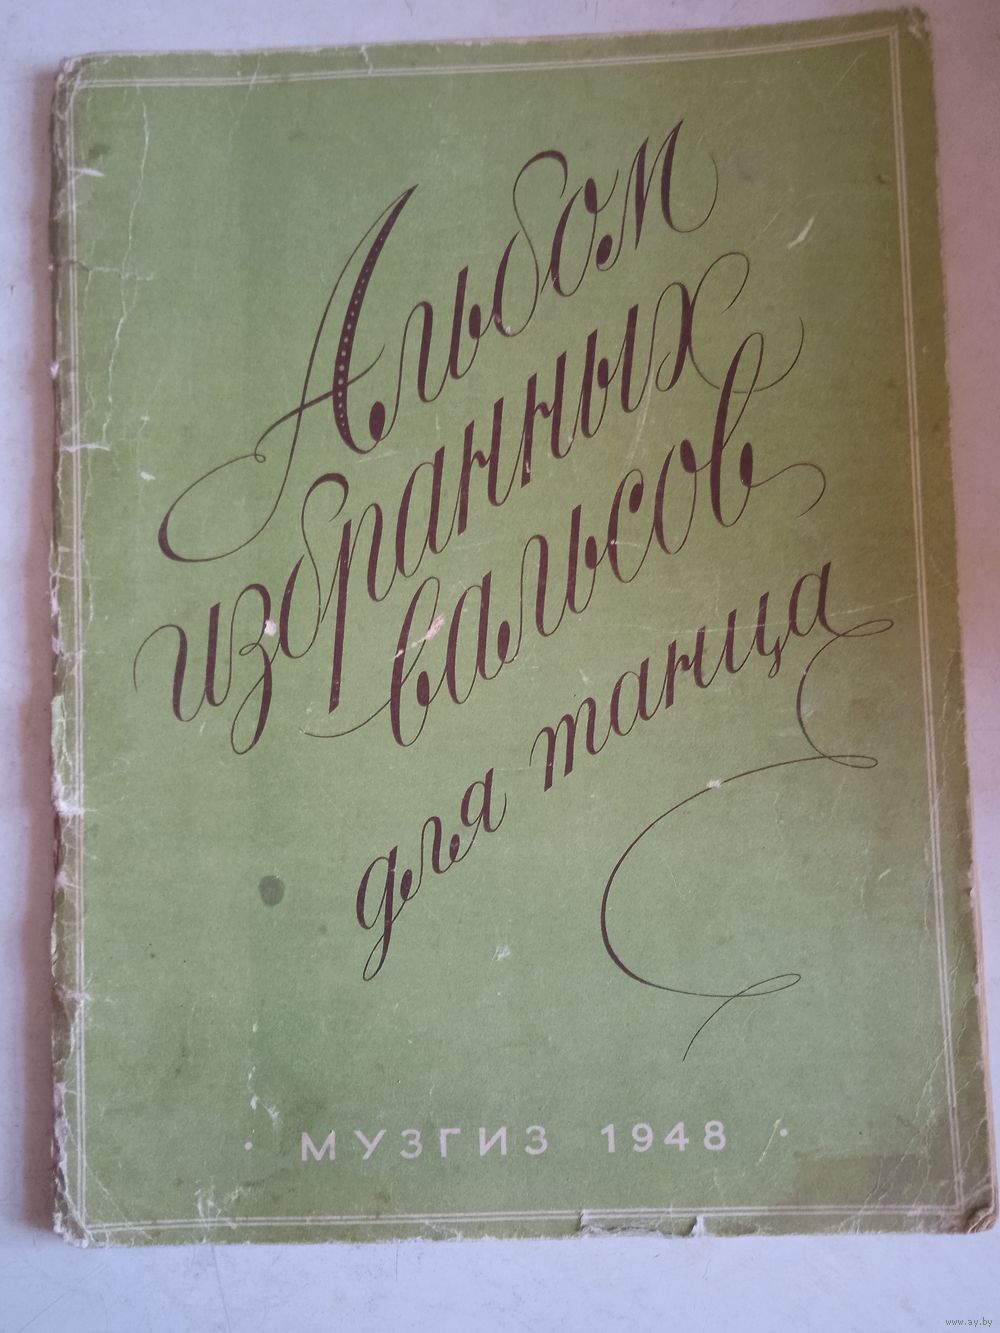 Альбом
избранных
вальсов
для танца
· МУЗГИЗ 1948 ·
www.ay.by